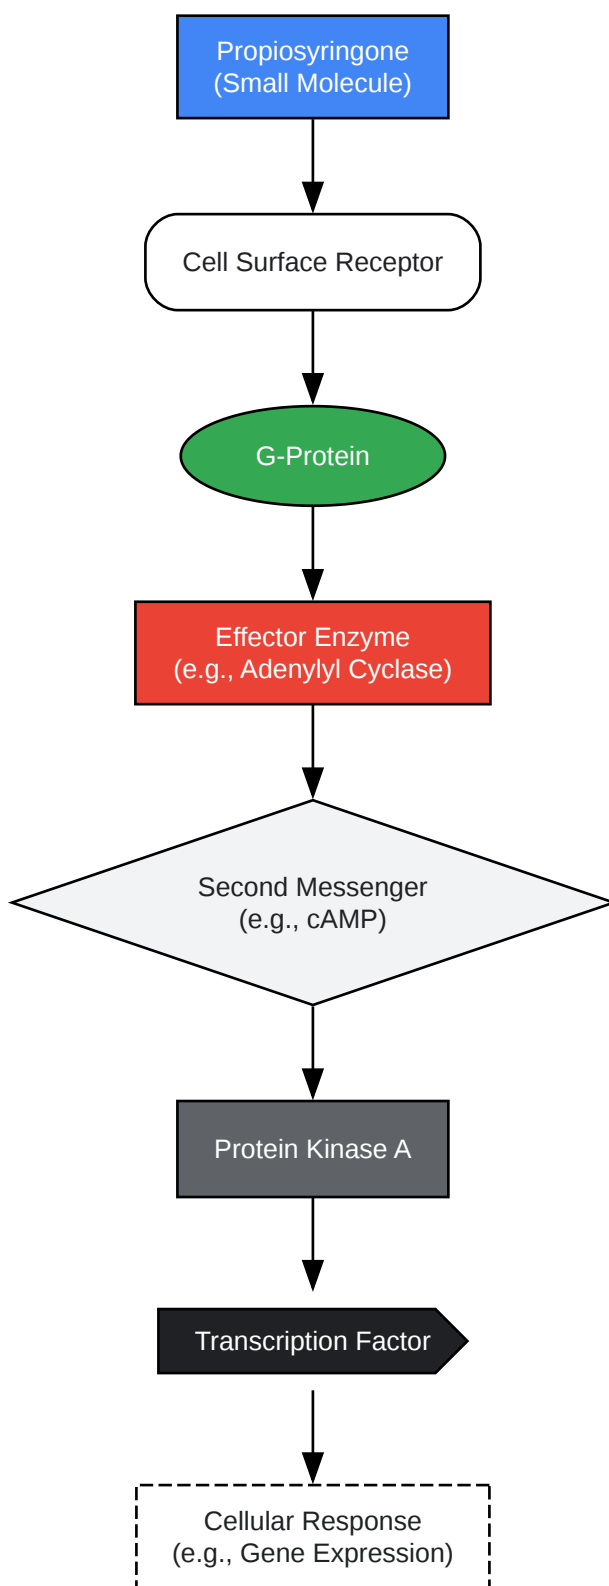 Propiosyringone
(Small Molecule)
Cell Surface Receptor
G-Protein
Effector Enzyme
(e.g., Adenylyl Cyclase)
Second Messenger
(e.g., cAMP)
Protein Kinase A
Transcription Factor
Cellular Response
(e.g., Gene Expression)